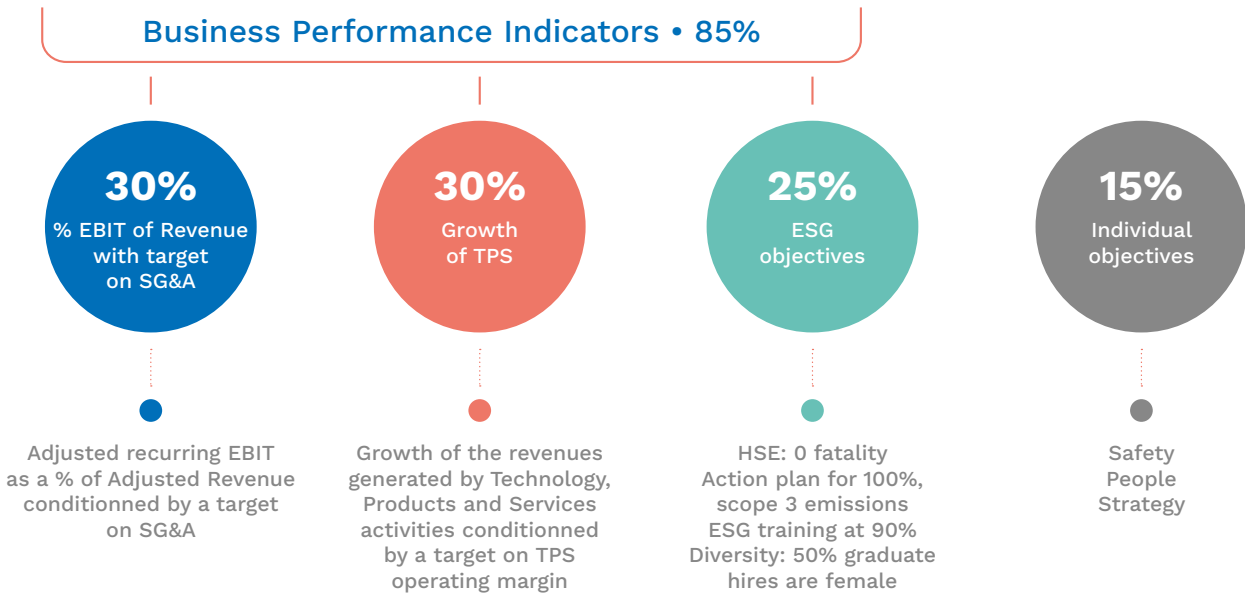 Business Performance Indicators • 85%
30%
% EBIT of Revenue
with target
on SG&A
30%
Growth
of TPS
25%
ESG
objectives
15%
Individual
objectives
Adjusted recurring EBIT
as a % of Adjusted Revenue
conditionned by a target
on SG&A
Growth of the revenues
generated by Technology,
Products and Services
activities conditionned
by a target on TPS
operating margin
HSE: 0 fatality
Action plan for 100%,
scope 3 emissions
ESG training at 90%
Diversity: 50% graduate
hires are female
Safety
People
Strategy